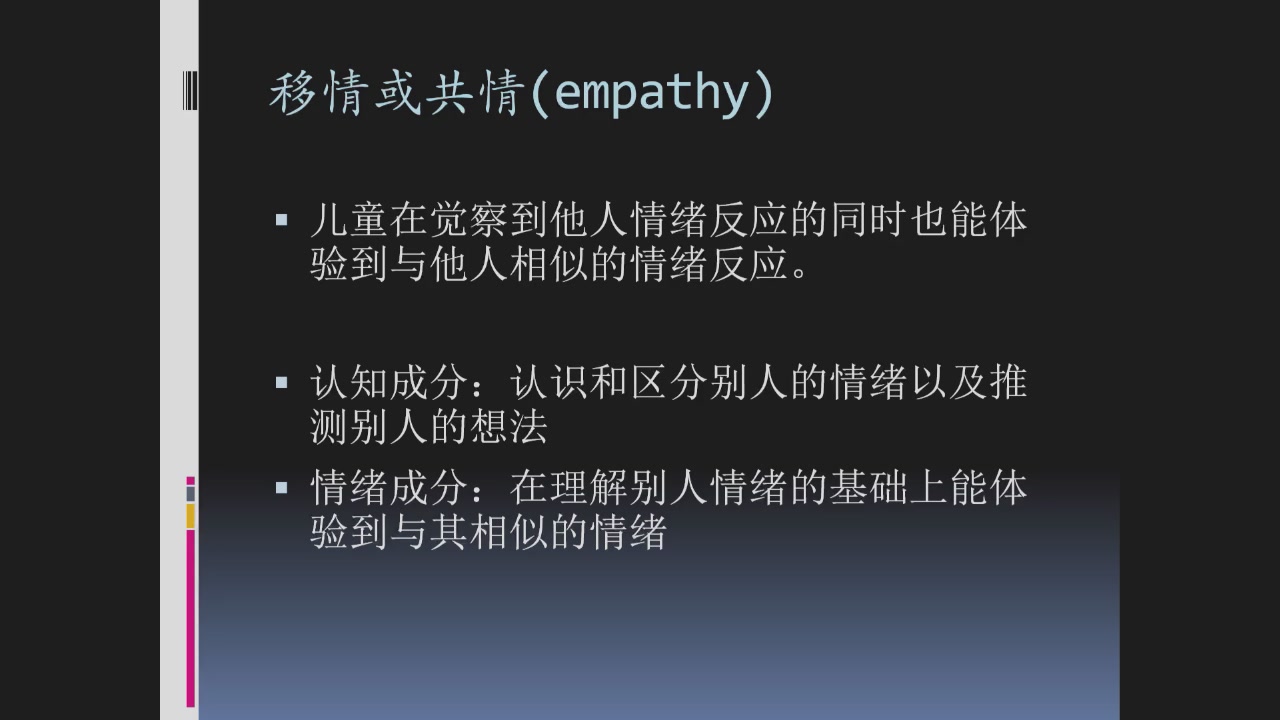 移情或共情(empathy)
儿童在觉察到他人情绪反应的同时也能体
验到与他人相似的情绪反应。
认知成分：认识和区分别人的情绪以及推
测别人的想法
情绪成分：在理解别人情绪的基础上能体
验到与其相似的情绪